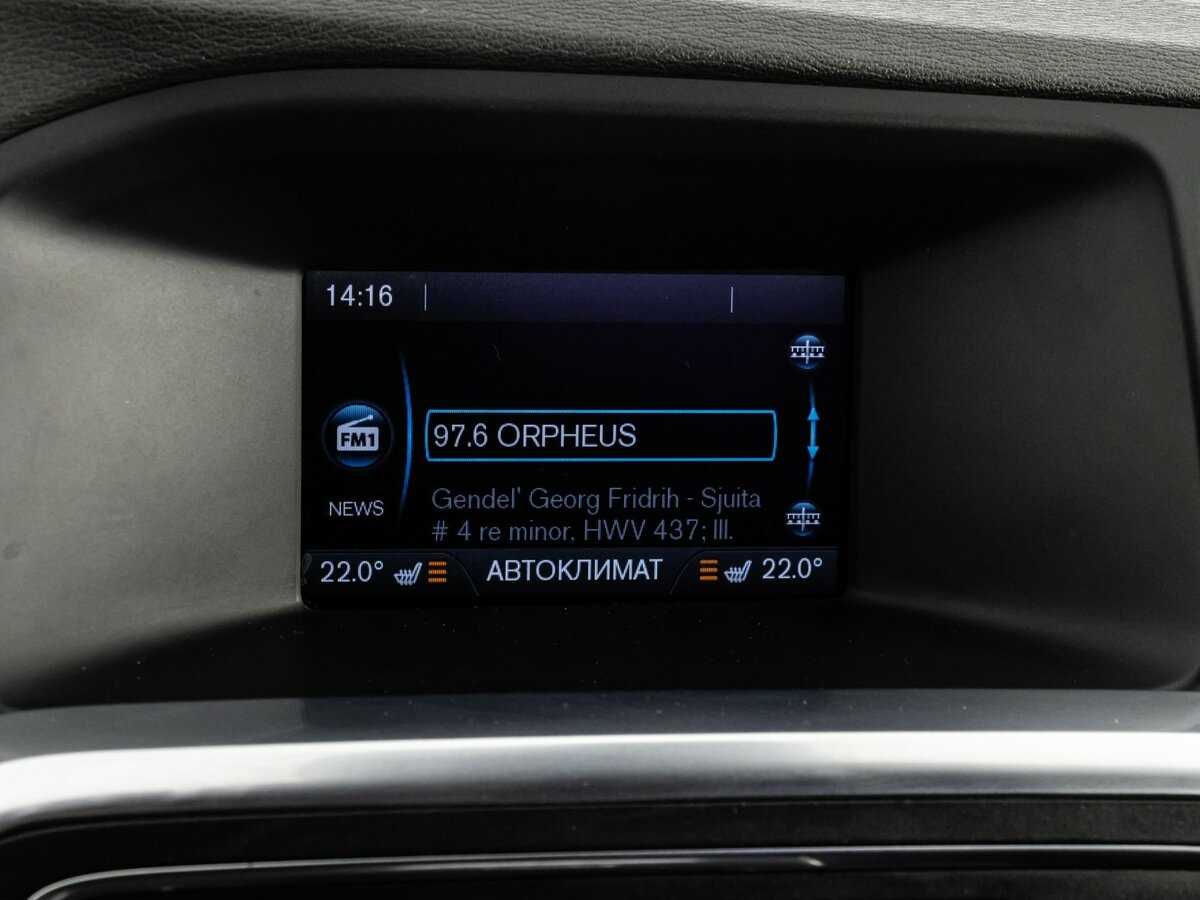 14:16
97.6 ORPHEUS
FM1
NEWS
Gendel' Georg Fridrih - Sjuita
# 4 re minor, HWV 437; III.
22.0° АВТОКЛИМАТ 22.0°